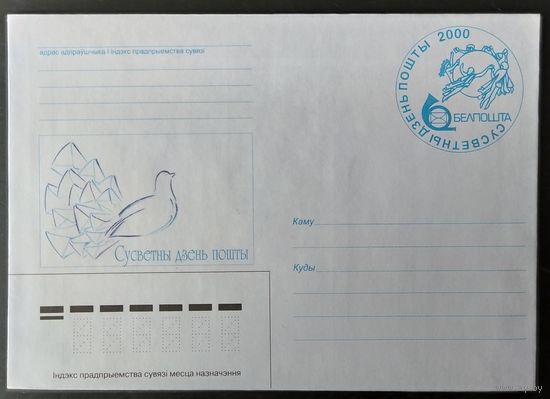 адрас адпраўшчыка і індэкс прадпрыемства сувязі
СУСВЕТНЫ ДЗЕНЬ ПОШТЫ 2000
БЕЛПОШТА
Сусветны дзень пошты
Каму
Куды
Індэкс прадпрыемства сувязі месца назначэння